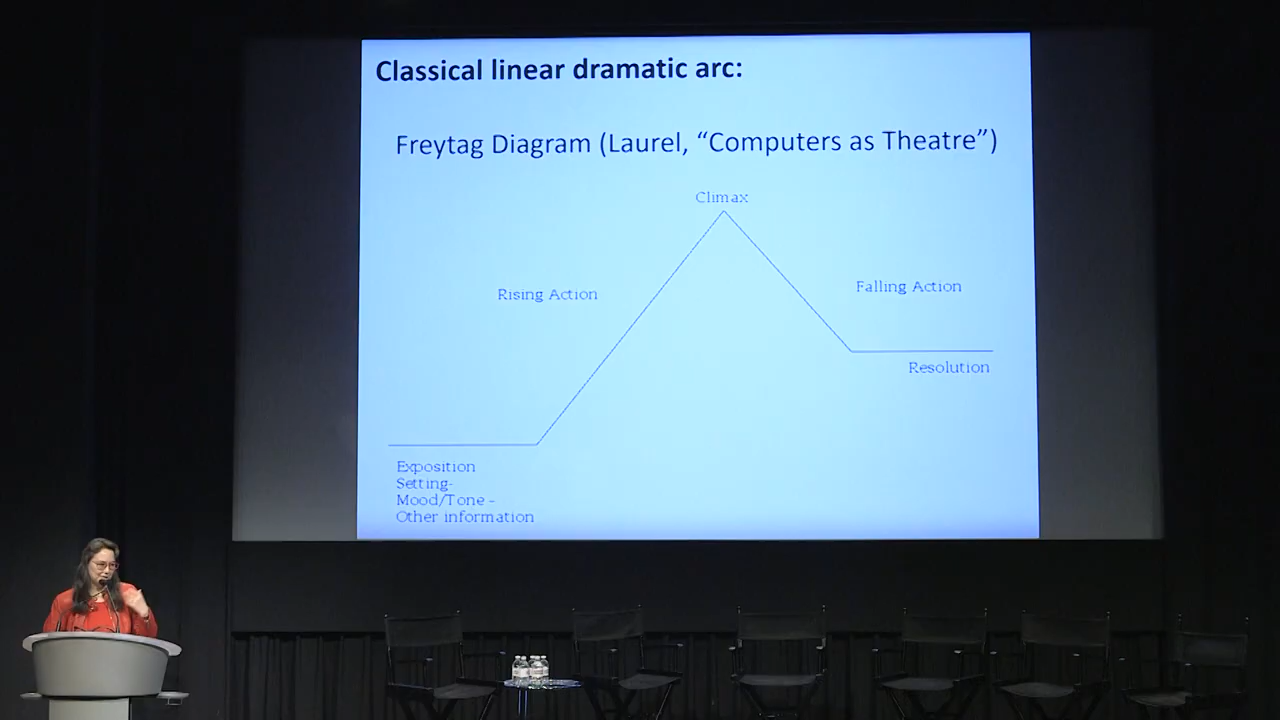 Classical linear dramatic arc:
Freytag Diagram (Laurel, “Computers as Theatre”)
Climax
Rising Action
Falling Action
Resolution
Exposition
Setting-
Mood/Tone -
Other information